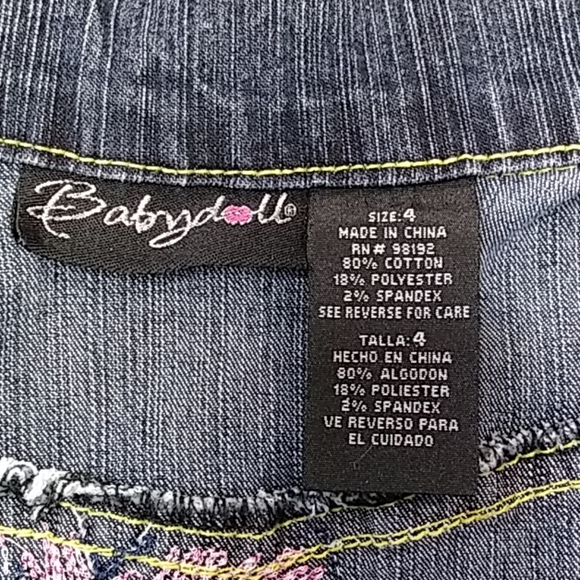 Babydoll®
SIZE:4
MADE IN CHINA
RN# 98192
80% COTTON
18% POLYESTER
2% SPANDEX
SEE REVERSE FOR CARE
TALLA:4
HECHO EN CHINA
80% ALGODON
18% POLIESTER
2% SPANDEX
VE REVERSO PARA
EL CUIDADO